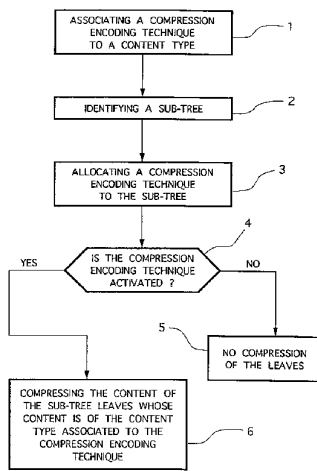 ASSOCIATING A
COMPRESSION
ENCODING TECHNIQUE
TO A CONTENT TYPE
1
IDENTIFYING A SUB-TREE
2
ALLOCATING A COMPRESSION
ENCODING TECHNIQUE
TO THE SUB-TREE
3
IS THE
COMPRESSION
ENCODING TECHNIQUE
ACTIVATED ?
4
YES
NO
5
NO COMPRESSION
OF THE LEAVES
COMPRESSING THE CONTENT OF
THE SUB-TREE LEAVES WHOSE
CONTENT IS OF THE CONTENT
TYPE ASSOCIATED TO THE
COMPRESSION ENCODING
TECHNIQUE
6